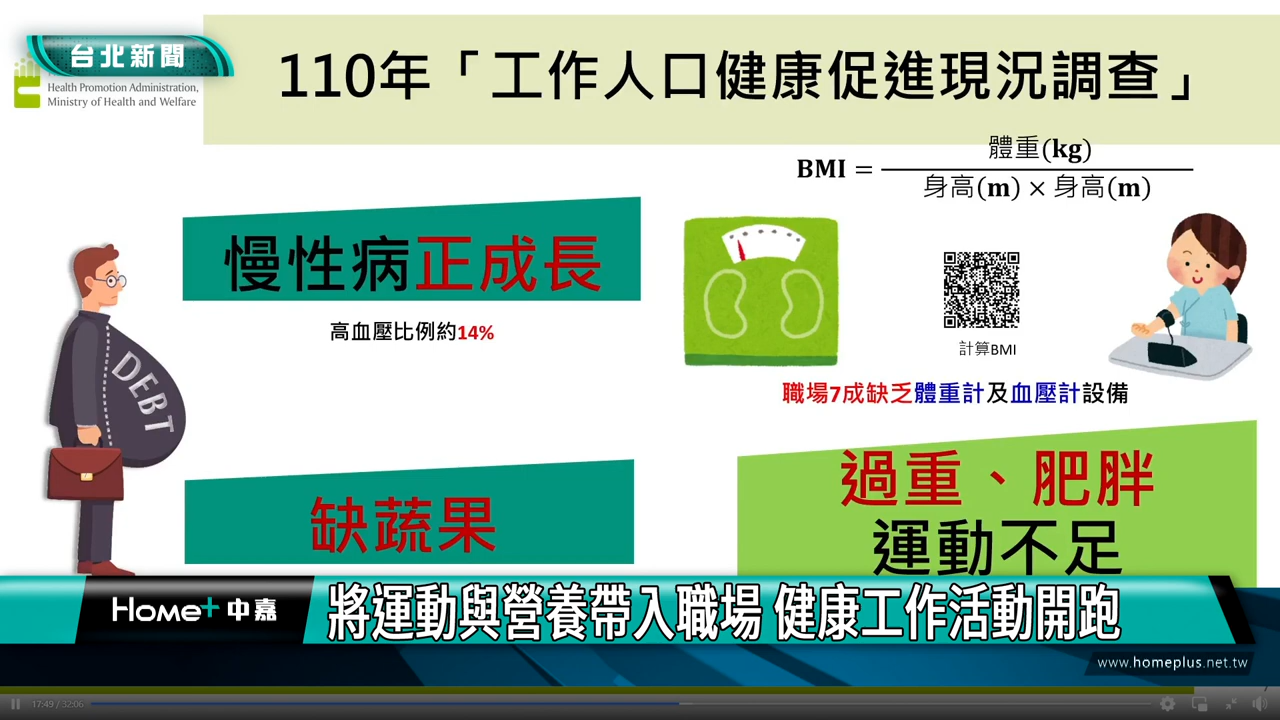 台北新聞
Health Promotion Administration,
Ministry of Health and Welfare
110年「工作人口健康促進現況調查」
BMI = 體重(kg)
身高(m) × 身高(m)
慢性病正成長
高血壓比例約14%
DEBT
計算BMI
職場7成缺乏體重計及血壓計設備
缺蔬果
過重、肥胖
運動不足
Home+中嘉
將運動與營養帶入職場 健康工作活動開跑
www.homeplus.net.tw
17:49 / 32:06